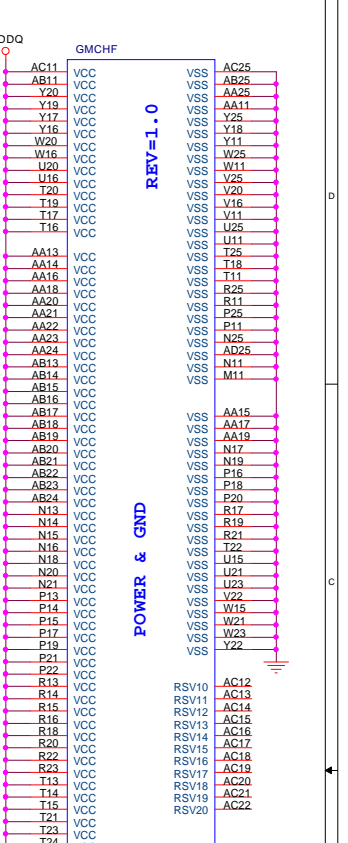 DDQ
GMCHF
AC11 VCC VSS AC25
AB11 VCC VSS AB25
Y20 VCC VSS AA25
Y19 VCC VSS AA11
Y17 VCC VSS Y25
Y16 VCC VSS Y18
W20 VCC VSS Y11
W16 VCC VSS W25
U20 VCC VSS W11
U16 VCC VSS V25
T20 VCC VSS V20
T19 VCC VSS V16
T17 VCC VSS V11
T16 VCC VSS U25
VSS U11
AA13 VCC VSS T25
AA14 VCC VSS T18
AA16 VCC VSS T11
AA18 VCC VSS R25
AA20 VCC VSS R11
AA21 VCC VSS P25
AA22 VCC VSS P11
AA23 VCC VSS N25
AA24 VCC VSS AD25
AB13 VCC VSS N11
AB14 VCC VSS M11
AB15 VCC
AB16 VCC
AB17 VCC VSS AA15
AB18 VCC VSS AA17
AB19 VCC VSS AA19
AB20 VCC VSS N17
AB21 VCC VSS N19
AB22 VCC VSS P16
AB23 VCC VSS P18
AB24 VCC VSS P20
N13 VCC VSS R17
N14 VCC VSS R19
N15 VCC VSS R21
N16 VCC VSS T22
N18 VCC VSS U15
N20 VCC VSS U21
N21 VCC VSS U23
P13 VCC VSS V22
P14 VCC VSS W15
P15 VCC VSS W21
P17 VCC VSS W23
P19 VCC VSS Y22
P21 VCC
P22 VCC
R13 VCC RSV10 AC12
R14 VCC RSV11 AC13
R15 VCC RSV12 AC14
R16 VCC RSV13 AC15
R18 VCC RSV14 AC16
R20 VCC RSV15 AC17
R22 VCC RSV16 AC18
R23 VCC RSV17 AC19
T13 VCC RSV18 AC20
T14 VCC RSV19 AC21
T15 VCC RSV20 AC22
T21 VCC
T23 VCC
T24
REV=1.0
POWER & GND
D
C